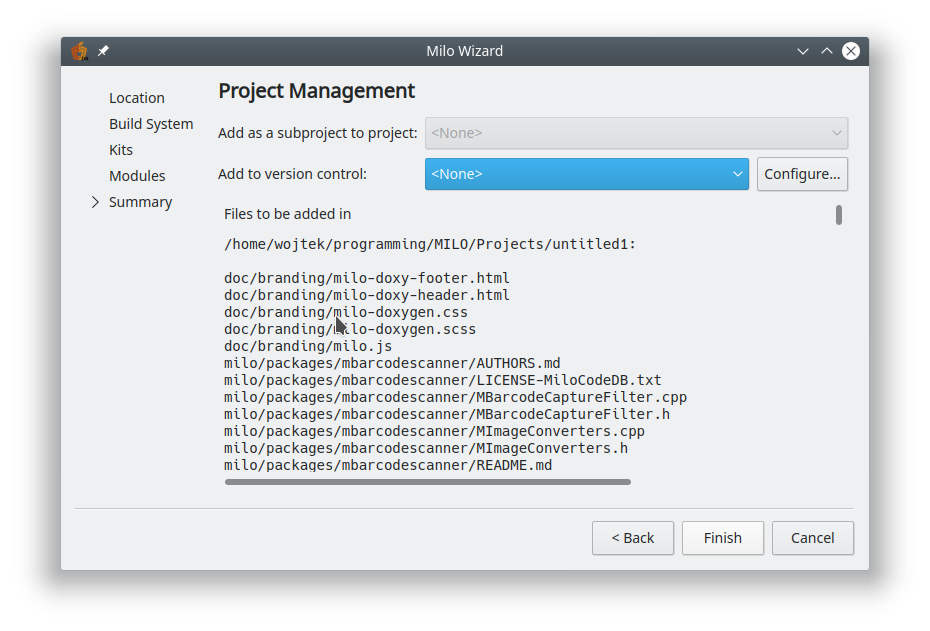 Milo Wizard
Location
Build System
Kits
Modules
Summary
Project Management
Add as a subproject to project: <None>
Add to version control: <None> Configure...
Files to be added in
/home/wojtek/programming/MILO/Projects/untitled1:
doc/branding/milo-doxy-footer.html
doc/branding/milo-doxy-header.html
doc/branding/milo-doxygen.css
doc/branding/milo-doxygen.scss
doc/branding/milo.js
milo/packages/mbarcodescanner/AUTHORS.md
milo/packages/mbarcodescanner/LICENSE-MiloCodeDB.txt
milo/packages/mbarcodescanner/MBarcodeCaptureFilter.cpp
milo/packages/mbarcodescanner/MBarcodeCaptureFilter.h
milo/packages/mbarcodescanner/MImageConverters.cpp
milo/packages/mbarcodescanner/MImageConverters.h
milo/packages/mbarcodescanner/README.md
< Back Finish Cancel